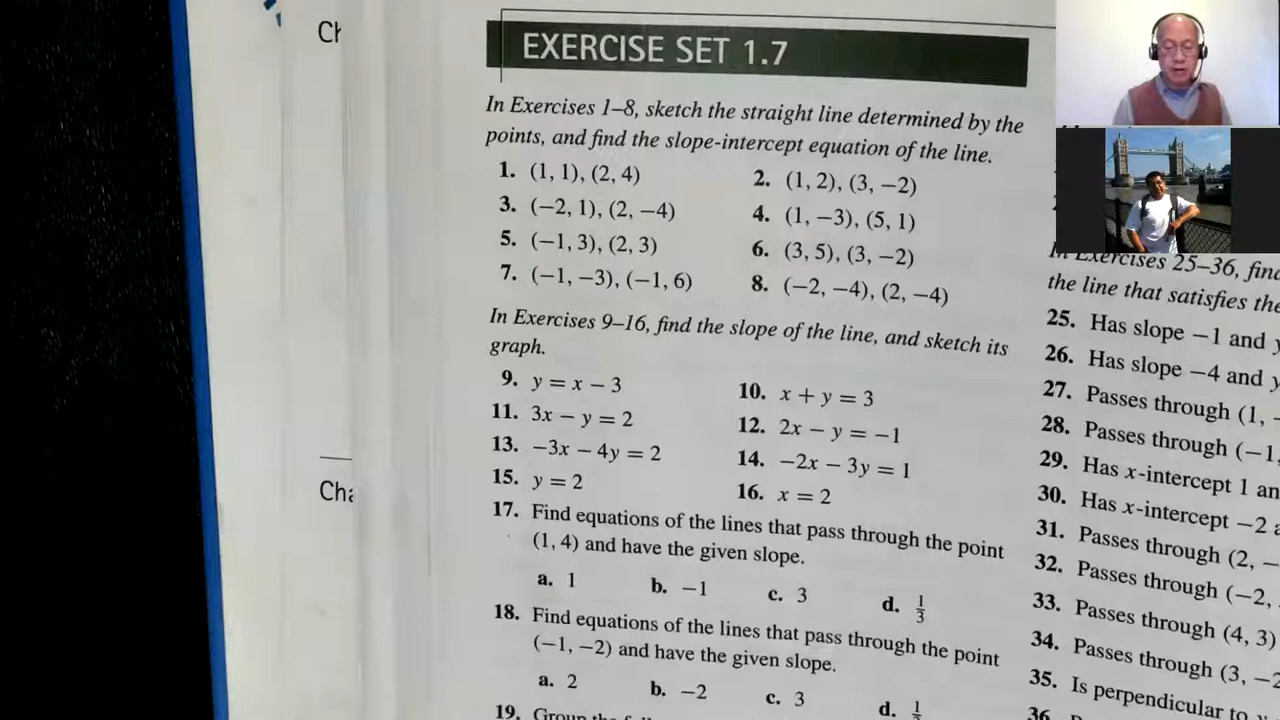 Ch
Cha
EXERCISE SET 1.7
In Exercises 1–8, sketch the straight line determined by the
points, and find the slope-intercept equation of the line.
1. (1, 1), (2, 4)
2. (1, 2), (3, −2)
3. (−2, 1), (2, −4)
4. (1, −3), (5, 1)
5. (−1, 3), (2, 3)
6. (3, 5), (3, −2)
7. (−1, −3), (−1, 6)
8. (−2, −4), (2, −4)
In Exercises 9–16, find the slope of the line, and sketch its
graph.
9. y = x − 3
10. x + y = 3
11. 3x − y = 2
12. 2x − y = −1
13. −3x − 4y = 2
14. −2x − 3y = 1
15. y = 2
16. x = 2
17. Find equations of the lines that pass through the point
(1, 4) and have the given slope.
a. 1 b. −1 c. 3 d. 1/3
18. Find equations of the lines that pass through the point
(−1, −2) and have the given slope.
a. 2 b. −2 c. 3 d.
19. Group the
In Exercises 25–36, find
the line that satisfies the
25. Has slope −1 and y
26. Has slope −4 and y
27. Passes through (1, −
28. Passes through (−1,
29. Has x-intercept 1 an
30. Has x-intercept −2 a
31. Passes through (2, −
32. Passes through (−2,
33. Passes through (4, 3)
34. Passes through (3, −2
35. Is perpendicular to
36.